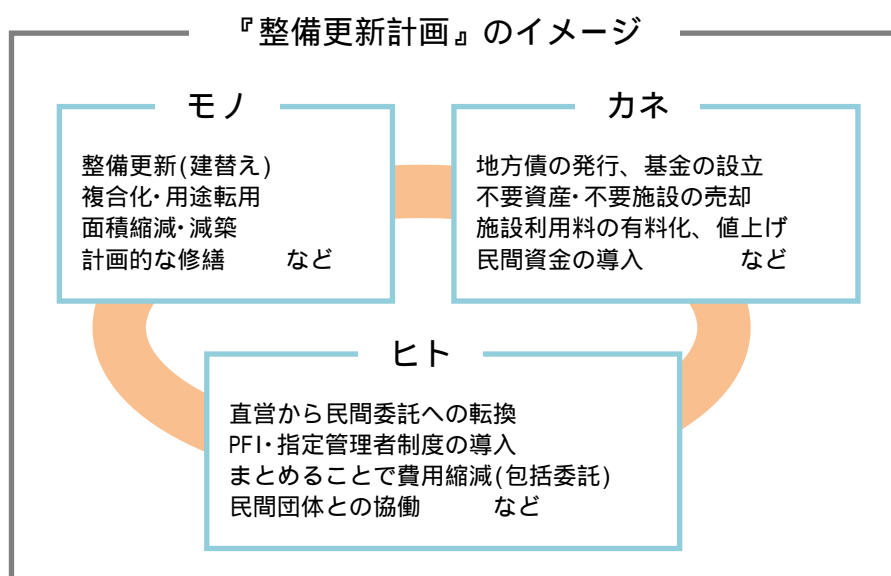 『整備更新計画』のイメージ
モノ
整備更新(建替え)
複合化・用途転用
面積縮減・減築
計画的な修繕　　など
カネ
地方債の発行、基金の設立
不要資産・不要施設の売却
施設利用料の有料化、値上げ
民間資金の導入　　　　など
ヒト
直営から民間委託への転換
PFI・指定管理者制度の導入
まとめることで費用縮減(包括委託)
民間団体との協働　　　など